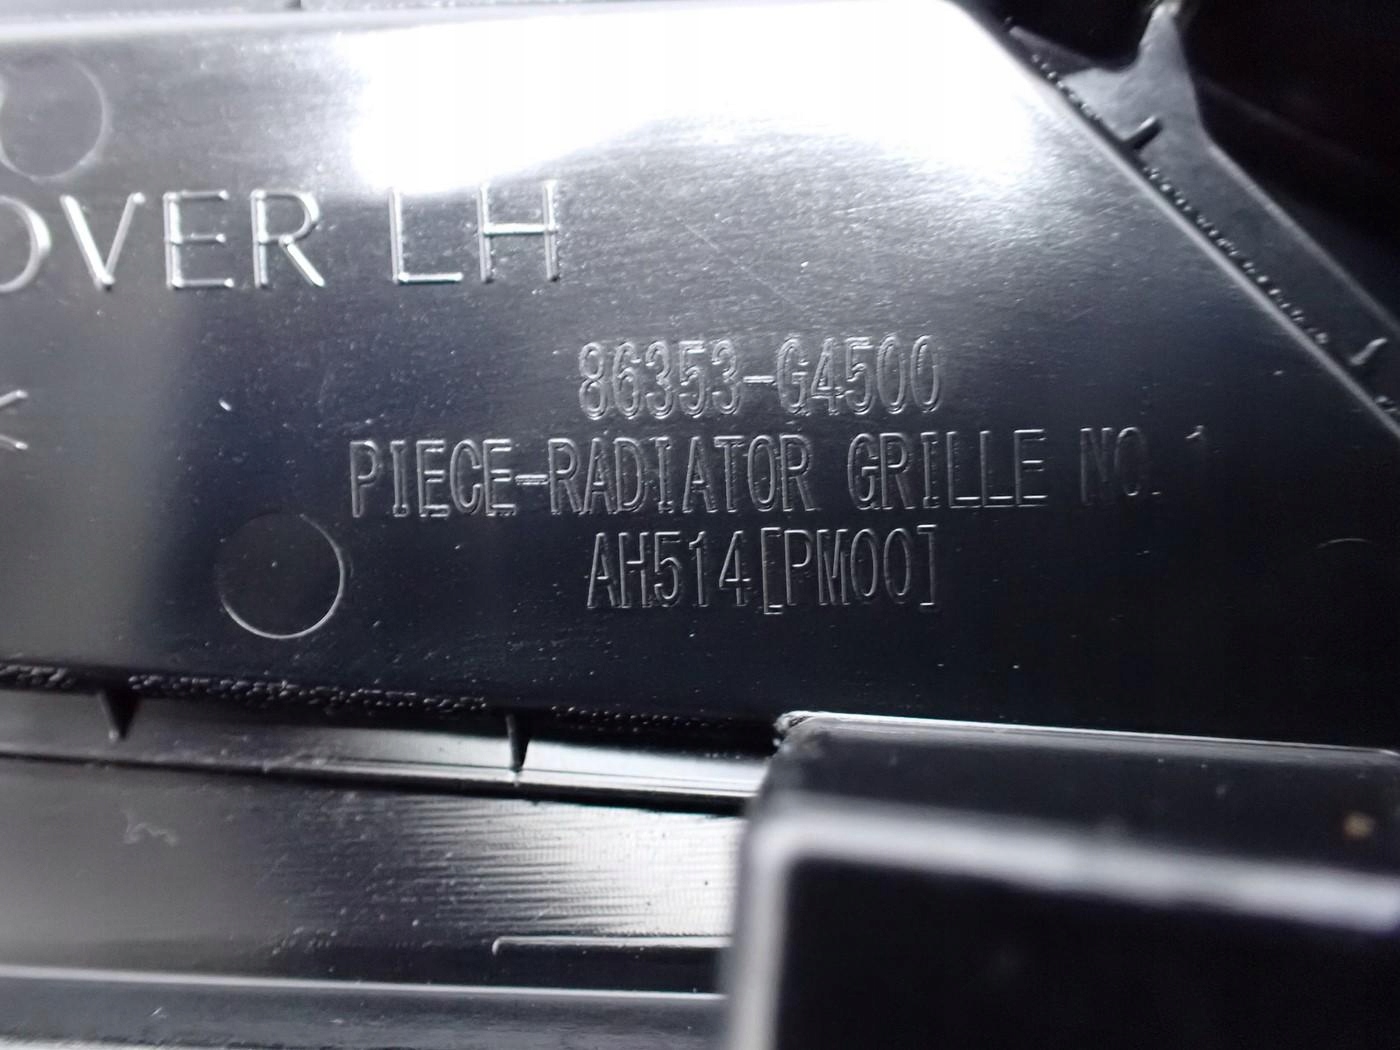 OVER LH
86353-G4500
PIECE-RADIATOR GRILLE NO.1
AH514[PM00]